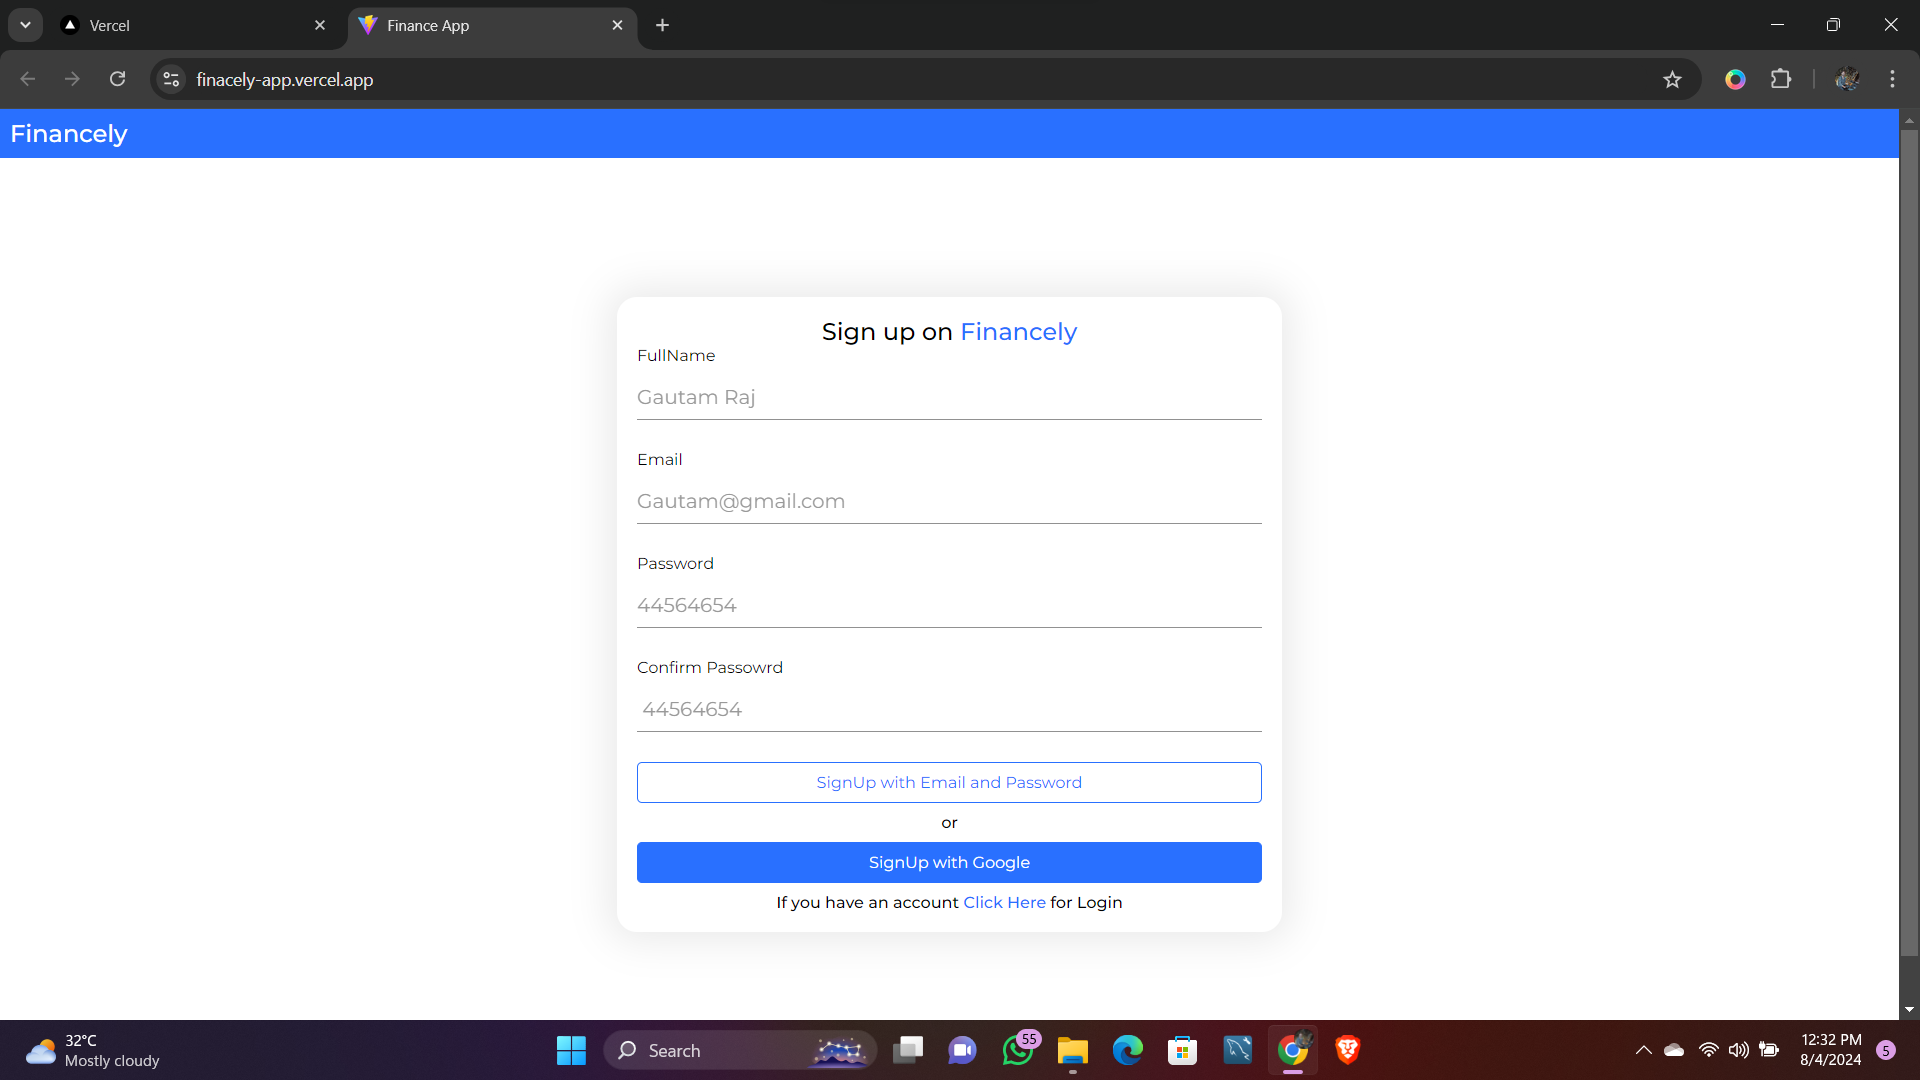 Vercel
Finance App
finacely-app.vercel.app
Financely
Sign up on Financely
FullName
Gautam Raj
Email
Gautam@gmail.com
Password
44564654
Confirm Passowrd
44564654
SignUp with Email and Password
or
SignUp with Google
If you have an account Click Here for Login
32°C
Mostly cloudy
Search
55
12:32 PM
8/4/2024
5